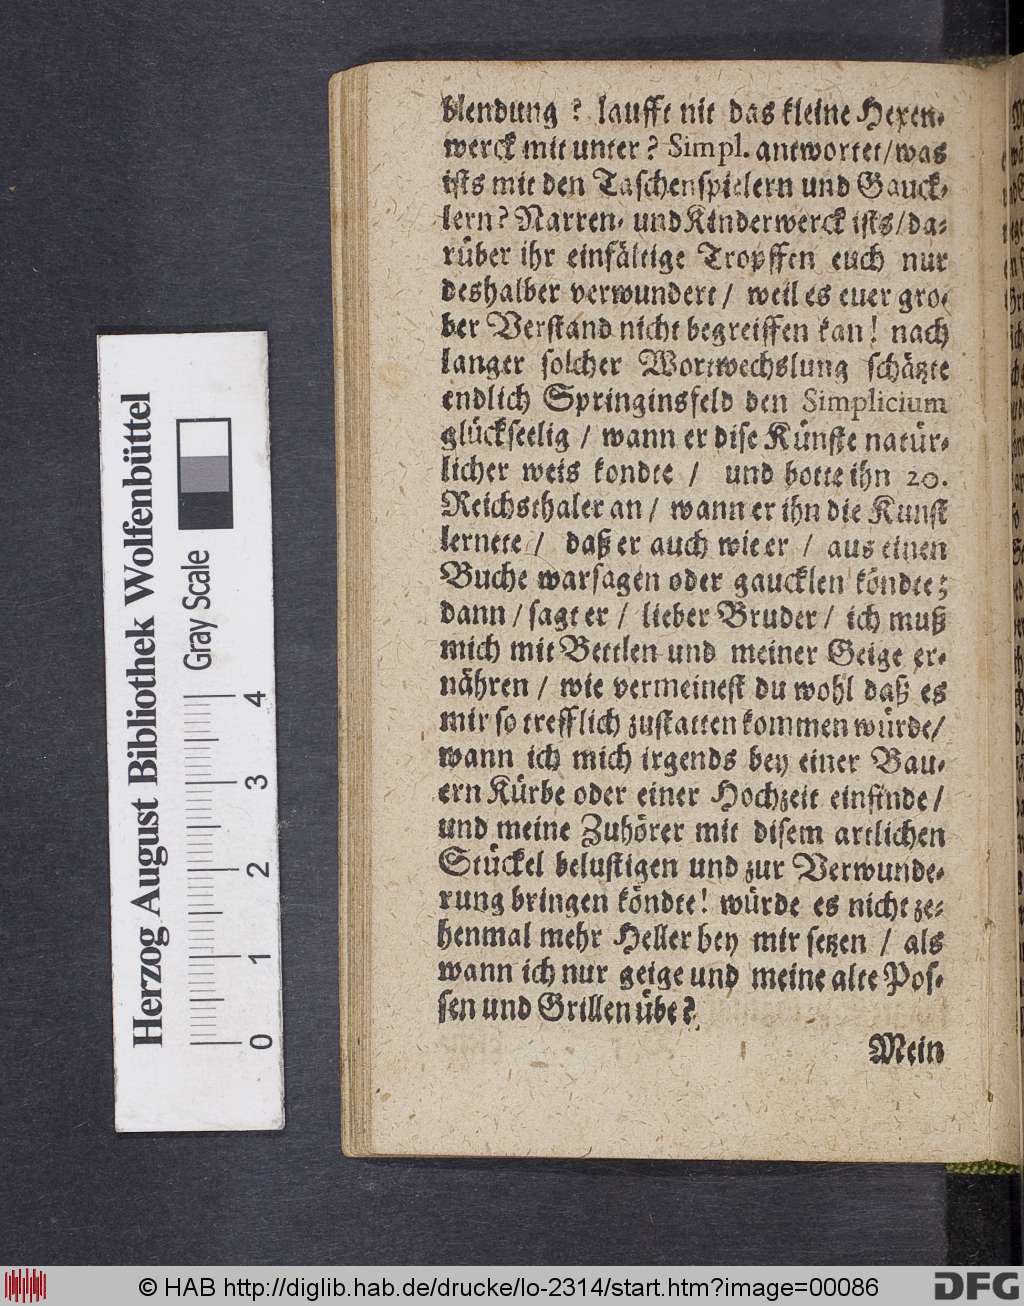 blendung ? laufft nit das kleine Hexen-
werck mit unter? Simpl. antwortet/was
ists mit den Taschenspielern und Gauck-
lern? Narren- und Kinderwerck ists/da-
rüber ihr einfältige Tropffen euch nur
deshalber verwundert / weil es euer gro-
ber Verstand nicht begreiffen kan! nach
langer solcher Wortwechslung schätzte
endlich Springinsfeld den Simplicium
glückseelig / wann er dise Künste natür-
licher weis kondte / und botte ihn 20.
Reichsthaler an / wann er ihn die Kunst
lernete / daß er auch wie er / aus einen
Buche warsagen oder gaucklen köndte;
dann / sagt er / lieber Bruder / ich muß
mich mit Bettlen und meiner Geige er-
nähren / wie vermeinest du wohl daß es
mir so trefflich zustatten kommen würde/
wann ich mich irgends bey einer Bau-
ern Kürbe oder einer Hochzeit einfinde /
und meine Zuhörer mit disem artlichen
Stückel belustigen und zur Verwunde-
rung bringen köndte! würde es nicht ze-
henmal mehr Heller bey mir setzen / als
wann ich nur geige und meine alte Pos-
sen und Grillen übe?
Mein
Herzog August Bibliothek Wolfenbüttel
Gray Scale
0 1 2 3 4
© HAB http://diglib.hab.de/drucke/lo-2314/start.htm?image=00086
DFG